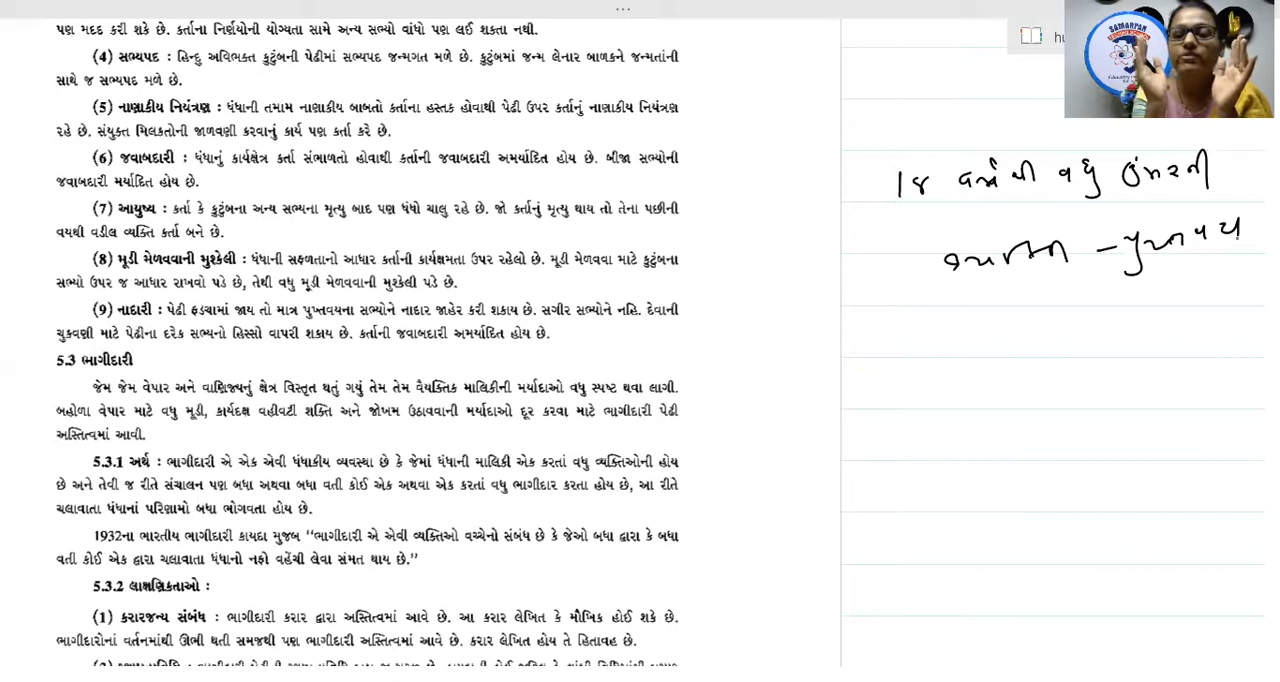 પણ મદદ કરી શકે છે. કર્તાના નિર્ણયોની યોગ્યતા સામે અન્ય સભ્યો વાંધો પણ લઈ શકતા નથી.
(4) સભ્યપદ : હિન્દુ અવિભક્ત કુટુંબની પેઢીમાં સભ્યપદ જન્મગત મળે છે. કુટુંબમાં જન્મ લેનાર બાળકને જન્મતાંની
સાથે જ સભ્યપદ મળે છે.
(5) નાણાકીય નિયંત્રણ : ધંધાની તમામ નાણાકીય બાબતો કર્તાના હસ્તક હોવાથી પેઢી ઉપર કર્તાનું નાણાકીય નિયંત્રણ
રહે છે. સંયુક્ત મિલકતોની જાળવણી કરવાનું કાર્ય પણ કર્તા કરે છે.
(6) જવાબદારી : ધંધાનું કાર્યક્ષેત્ર કર્તા સંભાળતો હોવાથી કર્તાની જવાબદારી અમર્યાદિત હોય છે. બીજા સભ્યોની
જવાબદારી મર્યાદિત હોય છે.
(7) આયુષ્ય : કર્તા કે કુટુંબના અન્ય સભ્યના મૃત્યુ બાદ પણ ધંધો ચાલુ રહે છે. જો કર્તાનું મૃત્યુ થાય તો તેના પછીની
વયથી વડીલ વ્યક્તિ કર્તા બને છે.
(8) મૂડી મેળવવાની મુશ્કેલી : ધંધાની સફળતાનો આધાર કર્તાની કાર્યક્ષમતા ઉપર રહેલો છે. મૂડી મેળવવા માટે કુટુંબના
સભ્યો ઉપર જ આધાર રાખવો પડે છે, તેથી વધુ મૂડી મેળવવાની મુશ્કેલી પડે છે.
(9) નાદારી : પેઢી ફડચામાં જાય તો માત્ર પુખ્તવયના સભ્યોને નાદાર જાહેર કરી શકાય છે. સગીર સભ્યોને નહિ. દેવાની
ચુકવણી માટે પેઢીના દરેક સભ્યનો હિસ્સો વાપરી શકાય છે. કર્તાની જવાબદારી અમર્યાદિત હોય છે.
5.3 ભાગીદારી
જેમ જેમ વેપાર અને વાણિજ્યનું ક્ષેત્ર વિસ્તૃત થતું ગયું તેમ તેમ વૈયક્તિક માલિકીની મર્યાદાઓ વધુ સ્પષ્ટ થવા લાગી.
બહોળા વેપાર માટે વધુ મૂડી, કાર્યદક્ષ વહીવટી શક્તિ અને જોખમ ઉઠાવવાની મર્યાદાઓ દૂર કરવા માટે ભાગીદારી પેઢી
અસ્તિત્વમાં આવી.
5.3.1 અર્થ : ભાગીદારી એ એક એવી ધંધાકીય વ્યવસ્થા છે કે જેમાં ધંધાની માલિકી એક કરતાં વધુ વ્યક્તિઓની હોય
છે અને તેવી જ રીતે સંચાલન પણ બધા અથવા બધા વતી કોઈ એક અથવા એક કરતાં વધુ ભાગીદાર કરતા હોય છે, આ રીતે
ચલાવાતા ધંધાનાં પરિણામો બધા ભોગવતા હોય છે.
1932ના ભારતીય ભાગીદારી કાયદા મુજબ “ભાગીદારી એ એવી વ્યક્તિઓ વચ્ચેનો સંબંધ છે કે જેઓ બધા દ્વારા કે બધા
વતી કોઈ એક દ્વારા ચલાવાતા ધંધાનો નફો વહેંચી લેવા સંમત થાય છે.”
5.3.2 લાક્ષણિકતાઓ :
(1) કરારજન્ય સંબંધ : ભાગીદારી કરાર દ્વારા અસ્તિત્વમાં આવે છે. આ કરાર લેખિત કે મૌખિક હોઈ શકે છે.
ભાગીદારોનાં વર્તનમાંથી ઊભી થતી સમજથી પણ ભાગીદારી અસ્તિત્વમાં આવે છે. કરાર લેખિત હોય તે હિતાવહ છે.
hu
SAMARPAN
18 વર્ષથી વધુ ઉંમરની
વ્યક્તિ – પુખ્ત વય